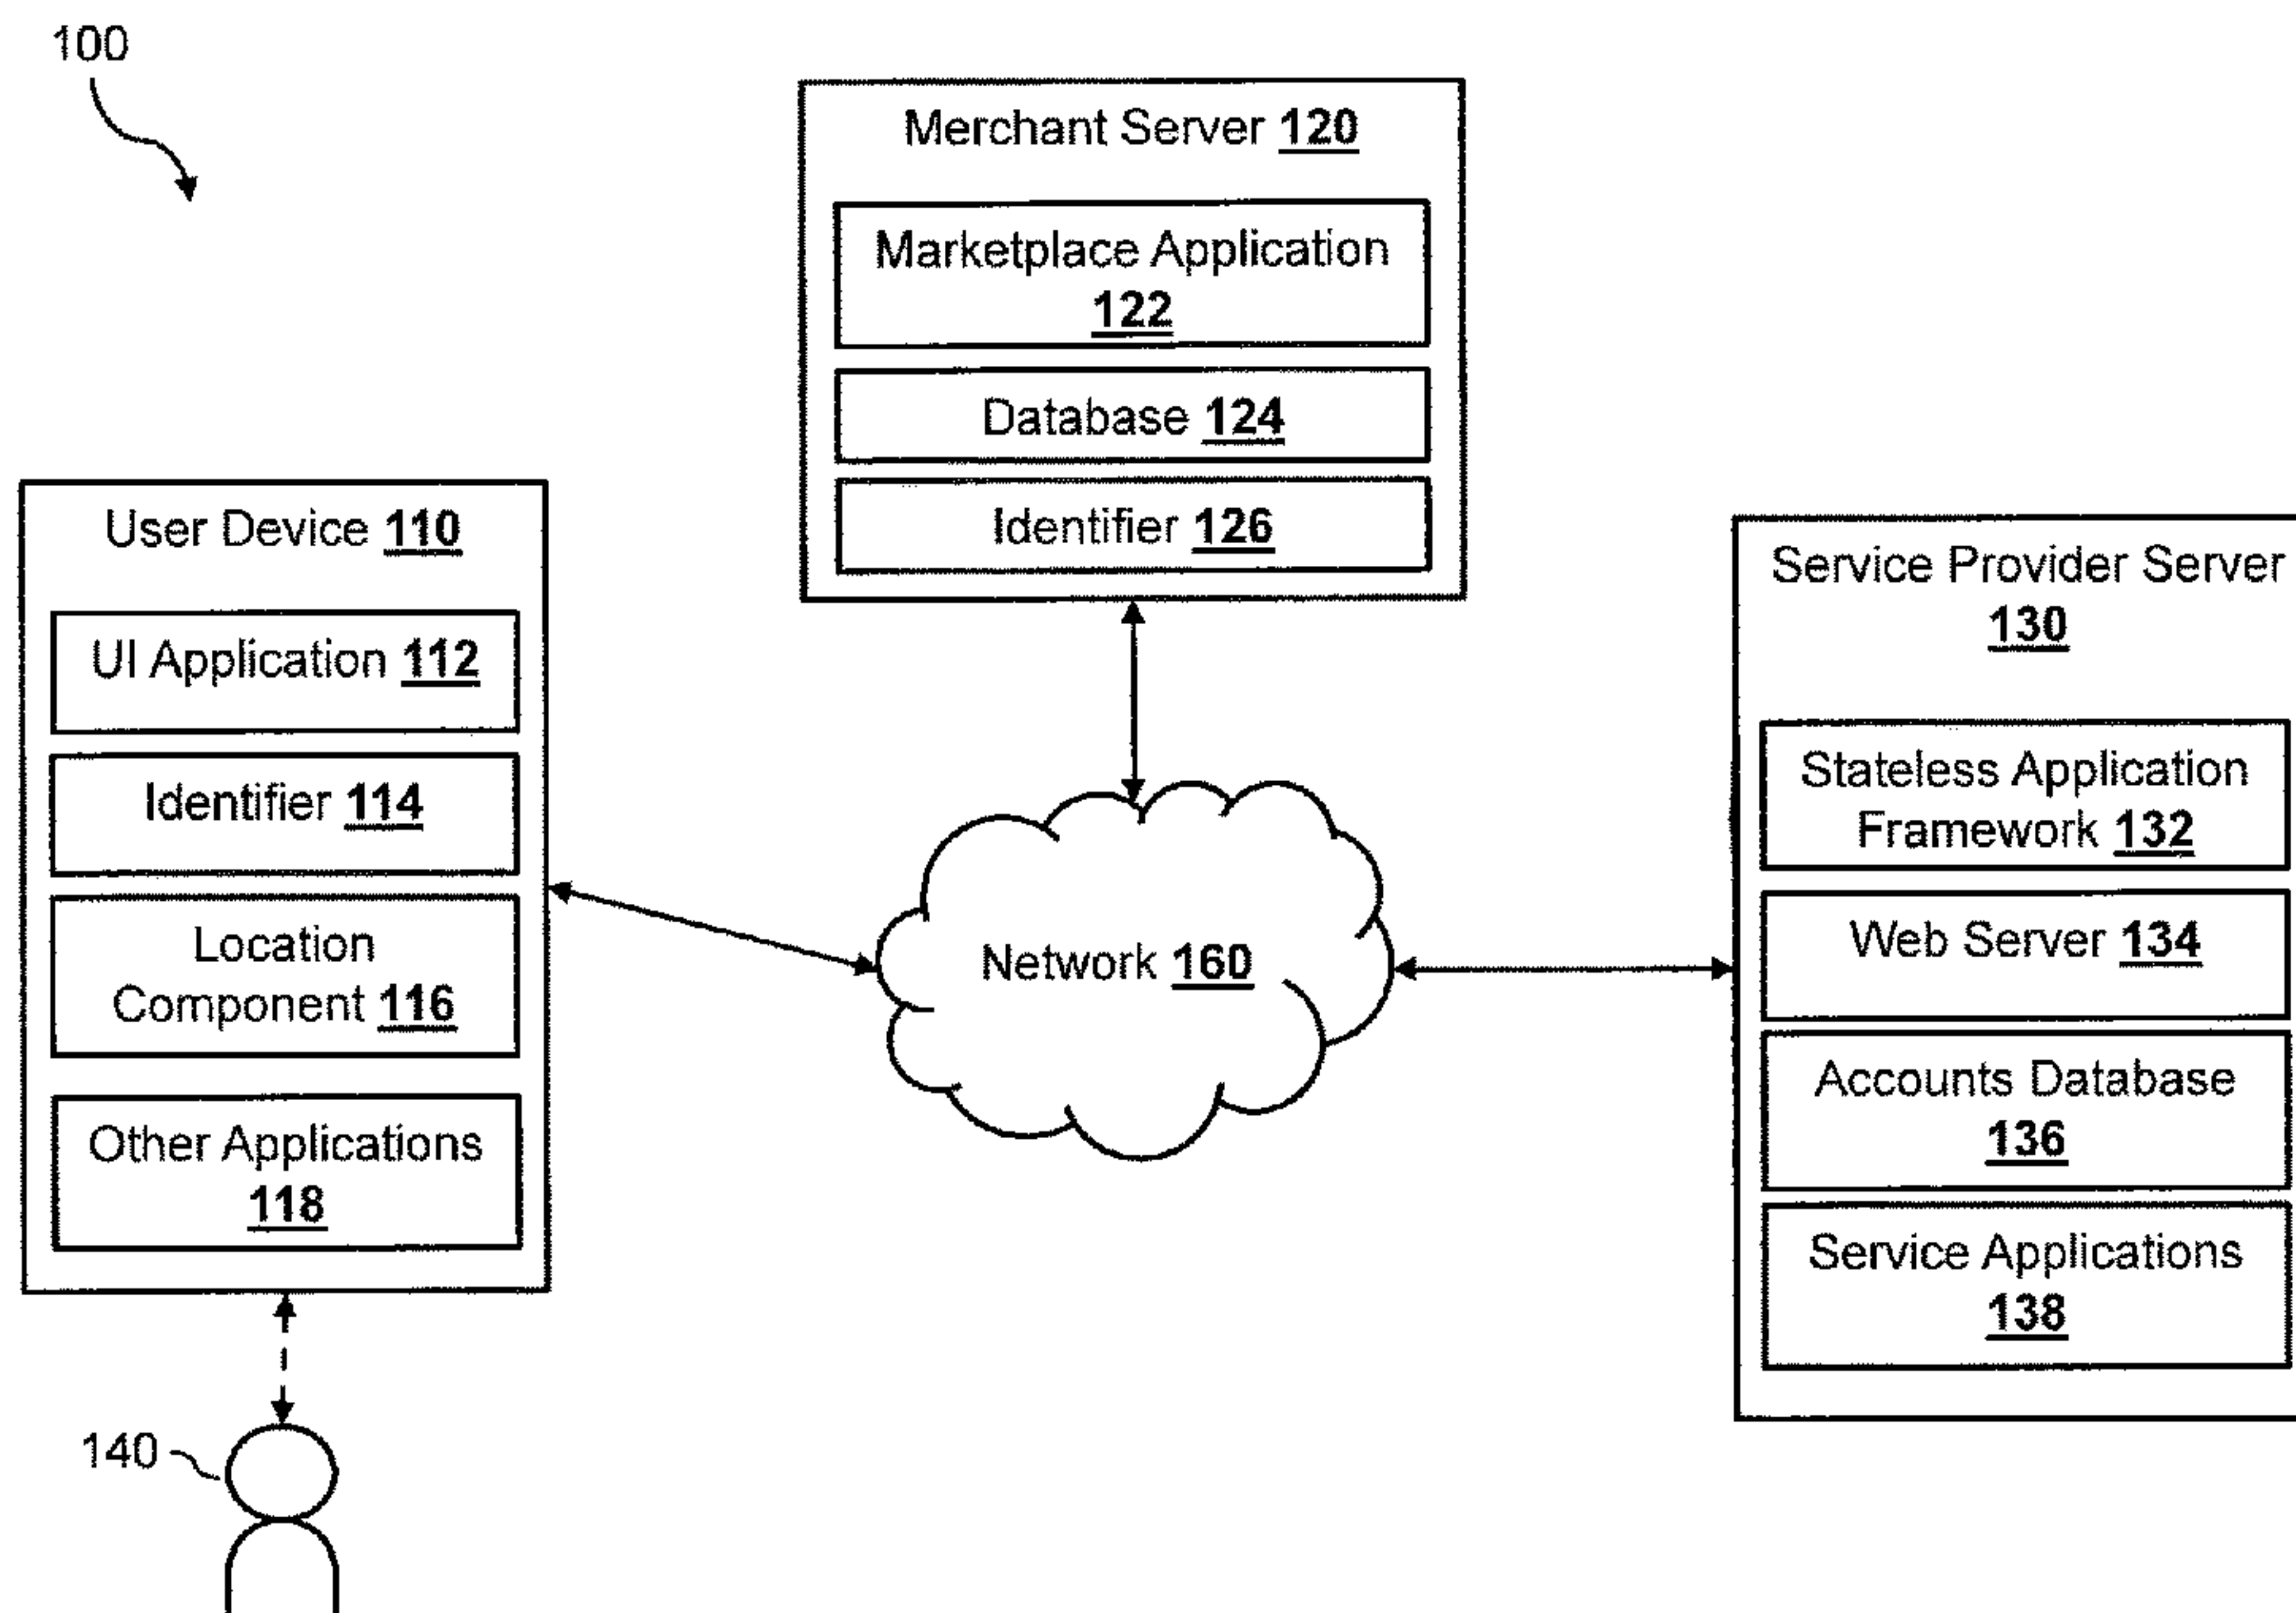 100
Merchant Server 120
Marketplace Application
122
Database 124
Identifier 126
User Device 110
UI Application 112
Identifier 114
Location
Component 116
Other Applications
118
Network 160
Service Provider Server
130
Stateless Application
Framework 132
Web Server 134
Accounts Database
136
Service Applications
138
140